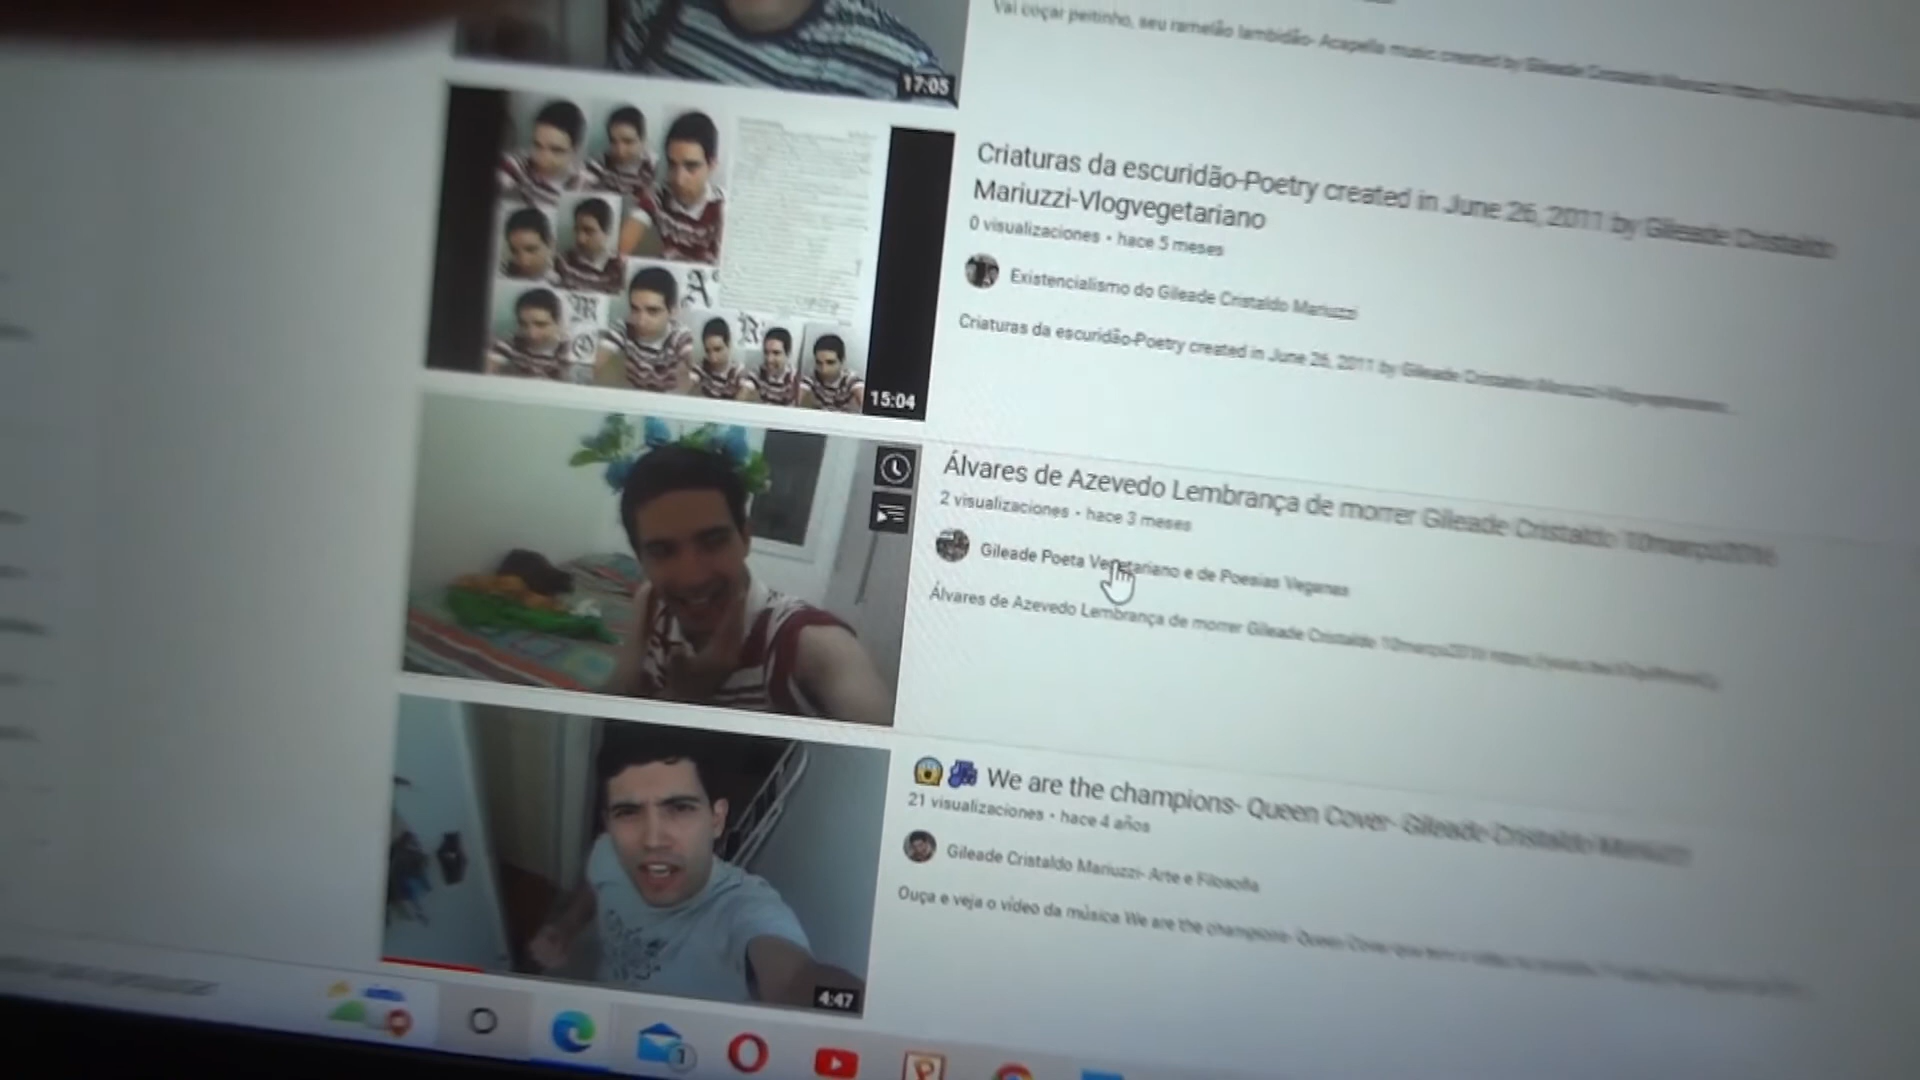 Vai coçar peitinho, seu ramelão lambidão- Acapella music created by Gileade Cristaldo Mariuzzi
17:05
Criaturas da escuridão-Poetry created in June 26, 2011 by Gileade Cristaldo
Mariuzzi-Vlogvegetariano
0 visualizaciones • hace 5 meses
Existencialismo do Gileade Cristaldo Mariuzzi
Criaturas da escuridão-Poetry created in June 26, 2011 by Gileade Cristaldo Mariuzzi-Vlogvegetariano...
15:04
Álvares de Azevedo Lembrança de morrer Gileade Cristaldo
2 visualizaciones • hace 3 meses
Gileade Poeta Vegetariano e de Poesias Veganas
Álvares de Azevedo Lembrança de morrer Gileade Cristaldo
😱 We are the champions- Queen Cover- Gileade Cristaldo Mariuzzi
21 visualizaciones • hace 4 años
Gileade Cristaldo Mariuzzi- Arte e Filosofia
Ouça e veja o vídeo da música We are the champions- Queen Cover
4:47
1